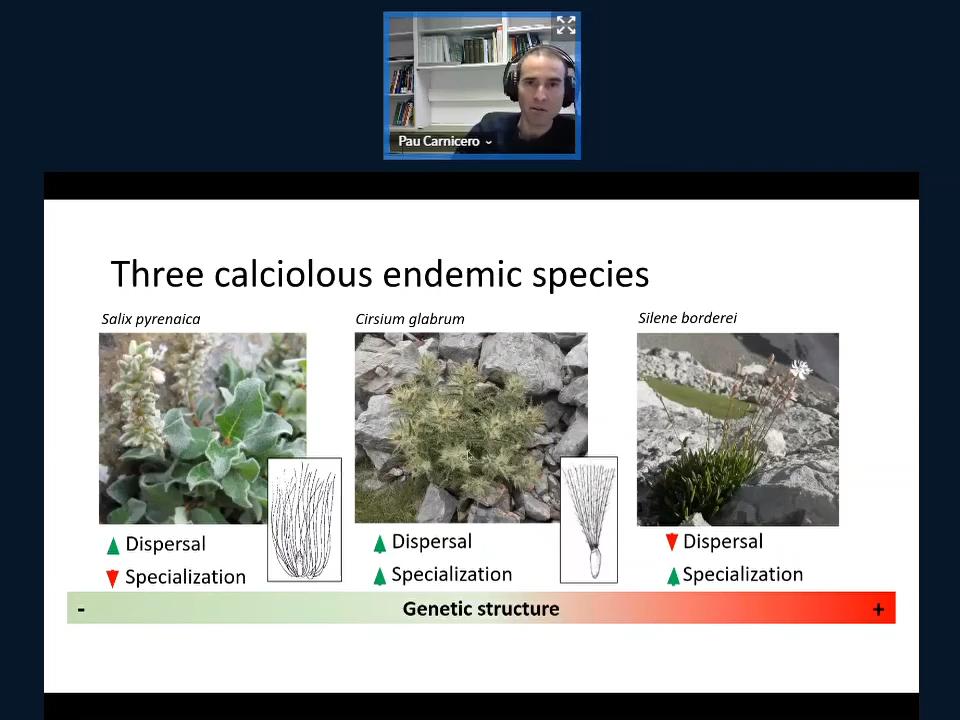 Pau Carnicero
Three calciolous endemic species
Salix pyrenaica
Cirsium glabrum
Silene borderei
Dispersal
Specialization
Dispersal
Specialization
Dispersal
Specialization
- Genetic structure +